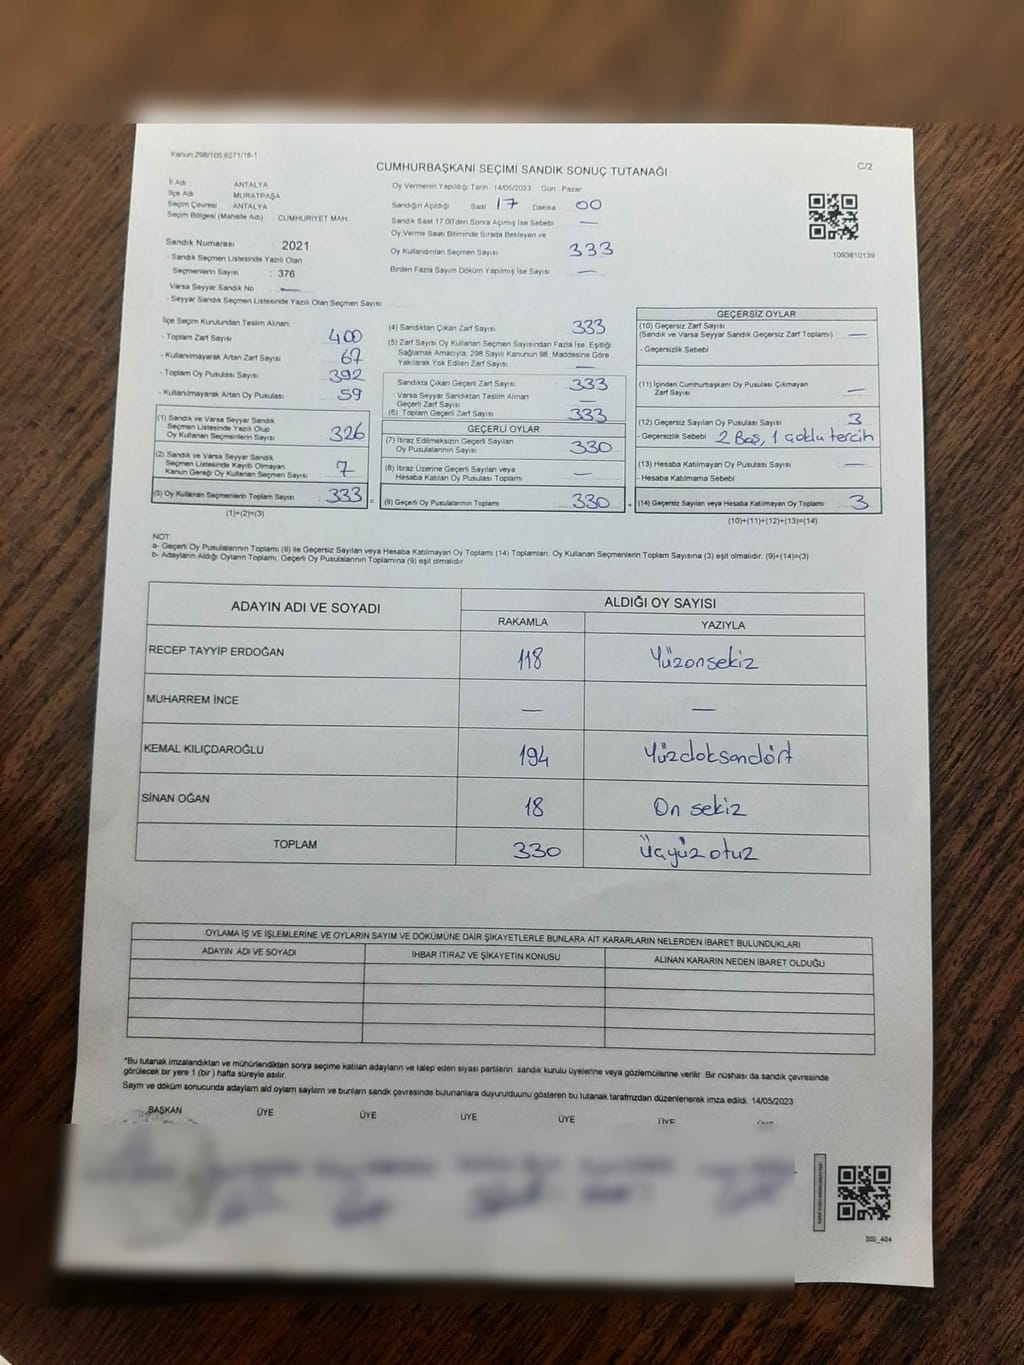 Kanun:298/106,6271/18-1
CUMHURBAŞKANI SEÇİMİ SANDIK SONUÇ TUTANAĞI
C/2
İl Adı ANTALYA
İlçe Adı MURATPAŞA
Seçim Çevresi ANTALYA
Seçim Bölgesi (Mahalle Adı) : CUMHURİYET MAH.
Oy Vermenin Yapıldığı Tarih 14/05/2023 Gün Pazar
Sandığın Açıldığı Saat 17 Dakika 00
Sandık Saat 17:00'den Sonra Açılmış İse Sebebi —
Oy Verme Saati Bitiminde Sırada Bekleyen ve
Oy Kullandırılan Seçmen Sayısı 333
Birden Fazla Sayım Döküm Yapılmış İse Sayısı —
1093810139
Sandık Numarası 2021
- Sandık Seçmen Listesinde Yazılı Olan
Seçmenlerin Sayısı : 376
Varsa Seyyar Sandık No —
- Seyyar Sandık Seçmen Listesinde Yazılı Olan Seçmen Sayısı
İlçe Seçim Kurulundan Teslim Alınan;
- Toplam Zarf Sayısı 400
- Kullanılmayarak Artan Zarf Sayısı 67
- Toplam Oy Pusulası Sayısı 392
- Kullanılmayarak Artan Oy Pusulası 59
(1) Sandık ve Varsa Seyyar Sandık
Seçmen Listesinde Yazılı Olup
Oy Kullanan Seçmenlerin Sayısı : 326
(2) Sandık ve Varsa Seyyar Sandık
Seçmen Listesinde Kayıtlı Olmayan
Kanun Gereği Oy Kullanan Seçmen Sayısı : 7
(3) Oy Kullanan Seçmenlerin Toplam Sayısı : 333 =
(1)+(2)=(3)
(4) Sandıktan Çıkan Zarf Sayısı 333
(5) Zarf Sayısı Oy Kullanan Seçmen Sayısından Fazla İse, Eşitliği
Sağlamak Amacıyla, 298 Sayılı Kanunun 98. Maddesine Göre
Yakılarak Yok Edilen Zarf Sayısı —
Sandıkta Çıkan Geçerli Zarf Sayısı : 333
Varsa Seyyar Sandıktan Teslim Alınan
Geçerli Zarf Sayısı —
(6) Toplam Geçerli Zarf Sayısı : 333
GEÇERLİ OYLAR
(7) İtiraz Edilmeksizin Geçerli Sayılan
Oy Pusulalarının Sayısı : 330
(8) İtiraz Üzerine Geçerli Sayılan veya
Hesaba Katılan Oy Pusulası Toplamı : —
(9) Geçerli Oy Pusulalarının Toplamı : 330 +
GEÇERSİZ OYLAR
(10) Geçersiz Zarf Sayısı
(Sandık ve Varsa Seyyar Sandık Geçersiz Zarf Toplamı) : —
- Geçersizlik Sebebi
(11) İçinden Cumhurbaşkanı Oy Pusulası Çıkmayan
Zarf Sayısı : —
(12) Geçersiz Sayılan Oy Pusulası Sayısı : 3
- Geçersizlik Sebebi 2 Boş, 1 çoklu tercih
(13) Hesaba Katılmayan Oy Pusulası Sayısı : —
- Hesaba Katılmama Sebebi
(14) Geçersiz Sayılan veya Hesaba Katılmayan Oy Toplamı : 3
(10)+(11)+(12)+(13)=(14)
NOT:
a- Geçerli Oy Pusulalarının Toplamı (9) ile Geçersiz Sayılan veya Hesaba Katılmayan Oy Toplamı (14) Toplamları, Oy Kullanan Seçmenlerin Toplam Sayısına (3) eşit olmalıdır. (9)+(14)=(3)
b- Adayların Aldığı Oyların Toplamı, Geçerli Oy Pusulalarının Toplamına (9) eşit olmalıdır.
ADAYIN ADI VE SOYADI
ALDIĞI OY SAYISI
RAKAMLA YAZIYLA
RECEP TAYYİP ERDOĞAN 118 Yüzonsekiz
MUHARREM İNCE — —
KEMAL KILIÇDAROĞLU 194 Yüzdoksandört
SİNAN OĞAN 18 On sekiz
TOPLAM 330 Üçyüz otuz
OYLAMA İŞ VE İŞLEMLERİNE VE OYLARIN SAYIM VE DÖKÜMÜNE DAİR ŞİKAYETLERLE BUNLARA AİT KARARLARIN NELERDEN İBARET BULUNDUKLARI
ADAYIN ADI VE SOYADI İHBAR İTİRAZ VE ŞİKAYETİN KONUSU ALINAN KARARIN NEDEN İBARET OLDUĞU
*Bu tutanak imzalandıktan ve mühürlendikten sonra seçime katılan adayların ve talep eden siyasi partilerin sandık kurulu üyelerine veya gözlemcilerine verilir. Bir nüshası da sandık çevresinde
görülecek bir yere 1 (bir ) hafta süreyle asılır.
Sayım ve döküm sonucunda adayların ald oyların sayıların ve bunların sandık çevresinde bulunanlara duyurulduunu gösteren bu tutanak tarafmzdan düzenlenerek imza edildi. 14/05/2023
BAŞKAN ÜYE ÜYE ÜYE ÜYE ÜYE
SSI_404